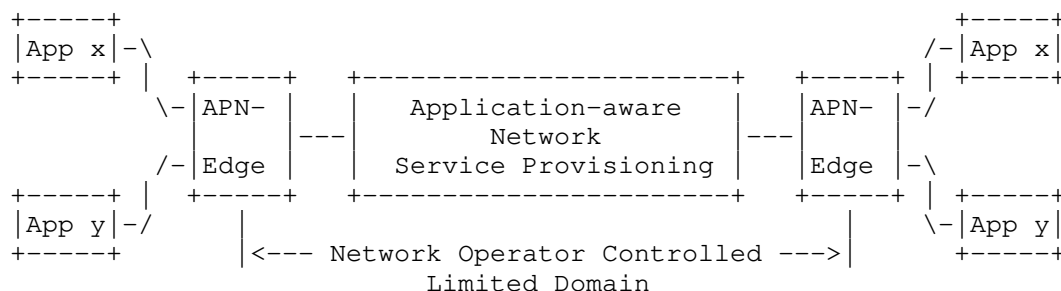 App x App x
APN- Application-aware APN-
Network
Edge Service Provisioning Edge
App y App y
<--- Network Operator Controlled --->
Limited Domain